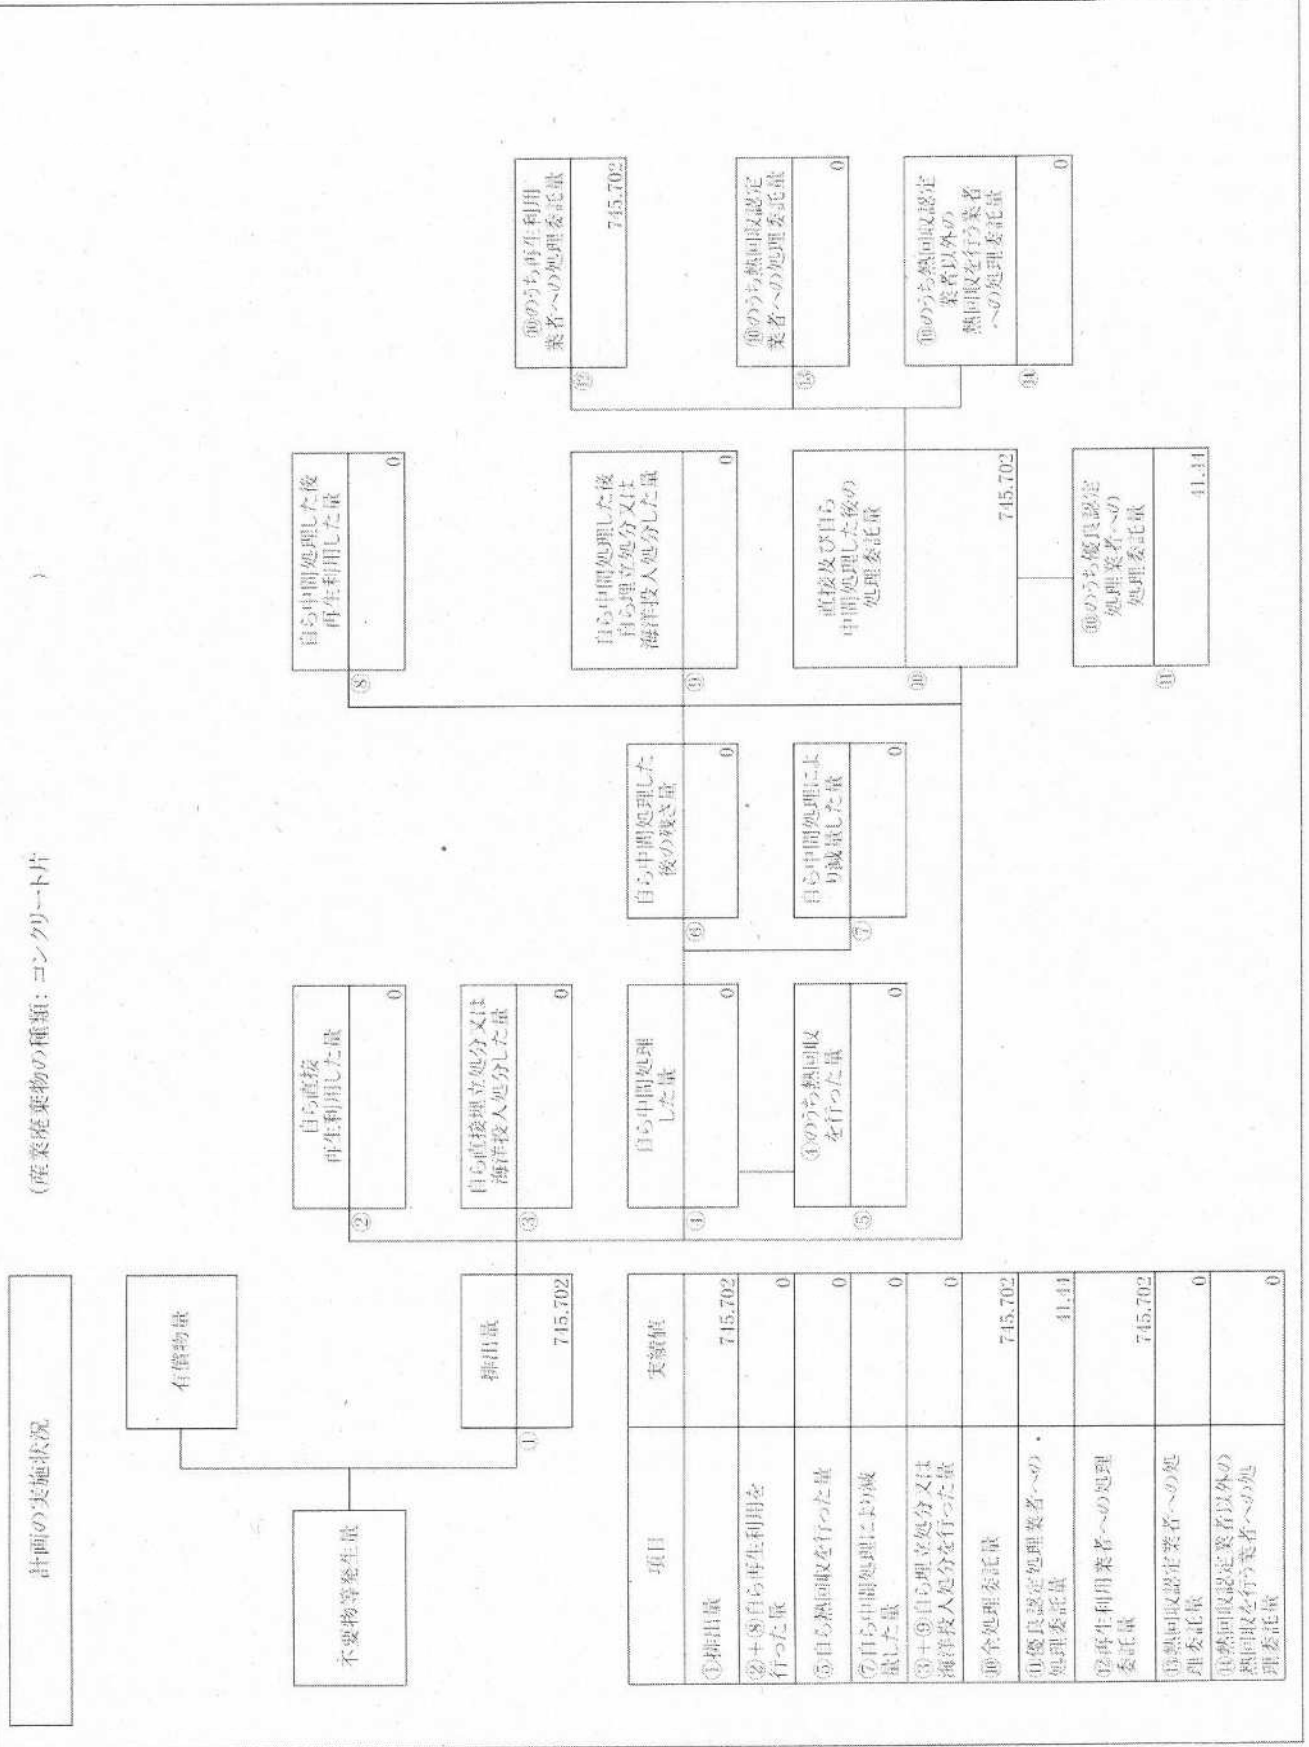 計画の実施状況
(産業廃棄物の種類：コンクリート片
)
有償物量
不要物等発生量
①
排出量
745.702
②
自ら直接
再生利用した量
0
③
自ら直接埋立処分又は
海洋投入処分した量
0
④
自ら中間処理
した量
0
⑤
④のうち熱回収
を行った量
0
⑥
自ら中間処理した
後の残さ量
0
⑦
自ら中間処理によ
り減量した量
0
⑧
自ら中間処理した後
再生利用した量
0
⑨
自ら中間処理した後
自ら埋立処分又は
海洋投入処分した量
0
⑩
直接及び自ら
中間処理した後の
処理委託量
745.702
⑪
⑩のうち優良認定
処理業者への
処理委託量
41.44
⑫
⑩のうち再生利用
業者への処理委託量
745.702
⑬
⑩のうち熱回収認定
業者への処理委託量
0
⑭
⑩のうち熱回収認定
業者以外の
熱回収を行う業者
への処理委託量
0
項目 実績値
①排出量 745.702
②+⑧自ら再生利用を
行った量 0
⑤自ら熱回収を行った量 0
⑦自ら中間処理により減
量した量 0
③+⑨自ら埋立処分又は
海洋投入処分を行った量 0
⑩全処理委託量 745.702
⑪優良認定処理業者への
処理委託量 41.44
⑫再生利用業者への処理
委託量 745.702
⑬熱回収認定業者への処
理委託量 0
⑭熱回収認定業者以外の
熱回収を行う業者への処
理委託量 0